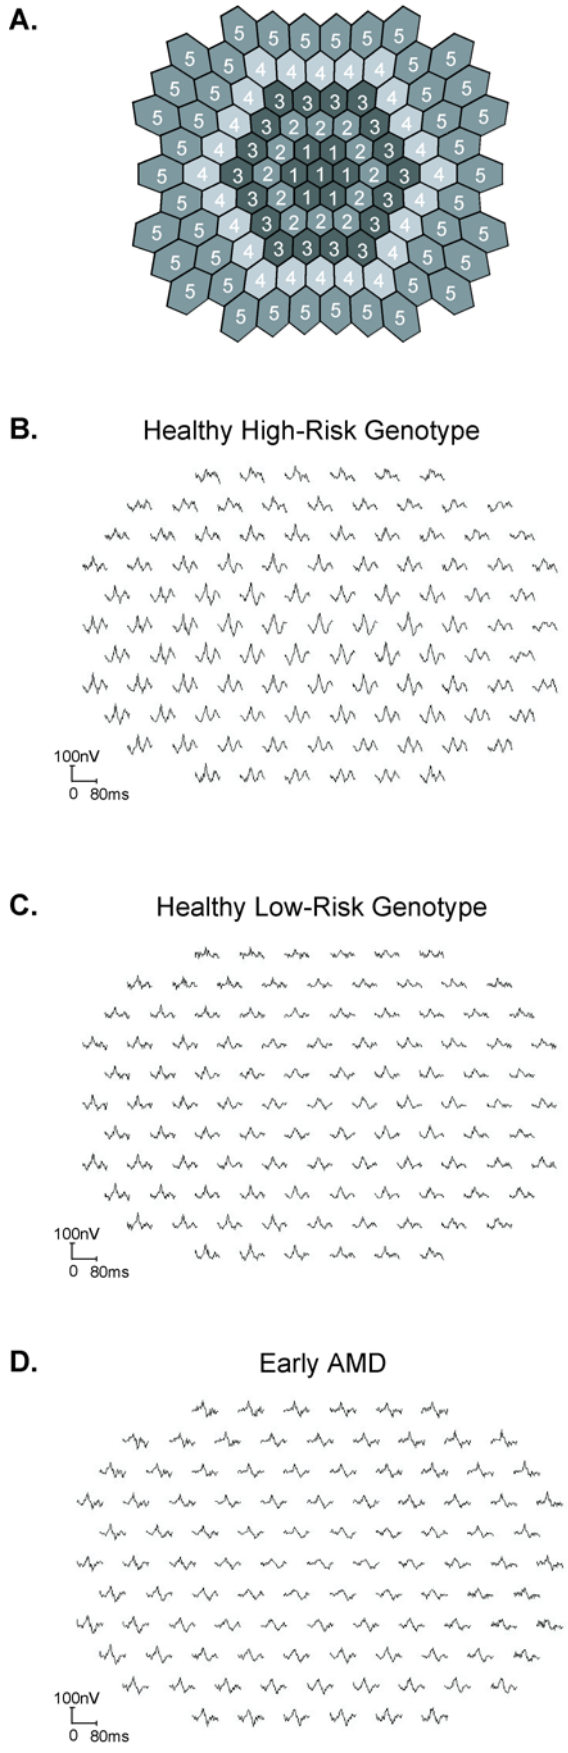 A.
5 5 5 5 5 5
5 5 4 4 4 4 4 5 5
5 5 4 3 3 3 3 4 5 5
5 5 4 3 2 2 2 3 4 5 5
5 4 3 2 1 1 2 3 4 5
5 4 3 2 1 1 1 2 3 4 5
5 4 3 2 1 1 2 3 4 5
5 5 4 3 2 2 2 3 4 5 5
5 5 4 3 3 3 3 4 5 5
5 5 4 4 4 4 4 5 5
5 5 5 5 5 5
B. Healthy High-Risk Genotype
100nV
0 80ms
C. Healthy Low-Risk Genotype
100nV
0 80ms
D. Early AMD
100nV
0 80ms